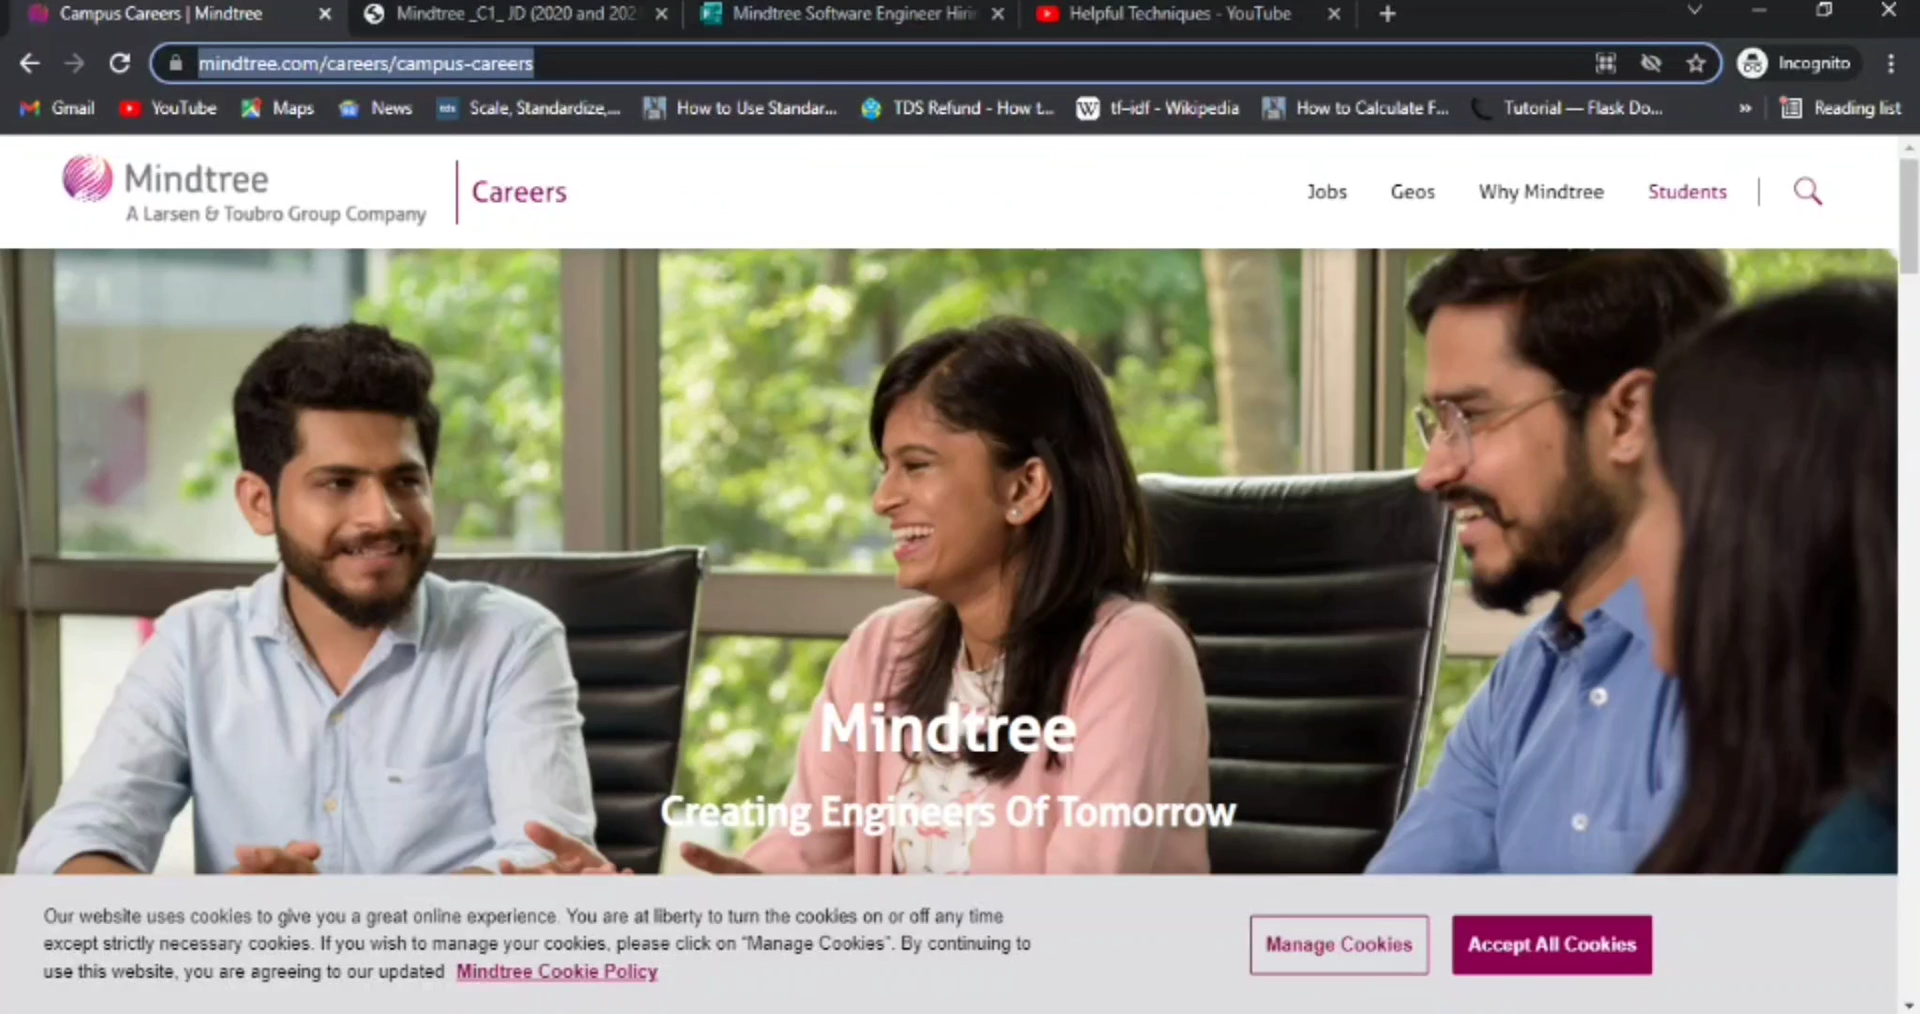 Campus Careers | Mindtree
Mindtree _C1_ JD (2020 and 202
Mindtree Software Engineer Hirin
Helpful Techniques - YouTube
mindtree.com/careers/campus-careers
Incognito
Gmail
YouTube
Maps
News
Scale, Standardize,...
How to Use Standar...
TDS Refund - How t...
tf–idf - Wikipedia
How to Calculate F...
Tutorial — Flask Do...
Reading list
Mindtree
A Larsen & Toubro Group Company
Careers
Jobs
Geos
Why Mindtree
Students
Mindtree
Creating Engineers Of Tomorrow
Our website uses cookies to give you a great online experience. You are at liberty to turn the cookies on or off any time
except strictly necessary cookies. If you wish to manage your cookies, please click on "Manage Cookies". By continuing to
use this website, you are agreeing to our updated Mindtree Cookie Policy
Manage Cookies
Accept All Cookies